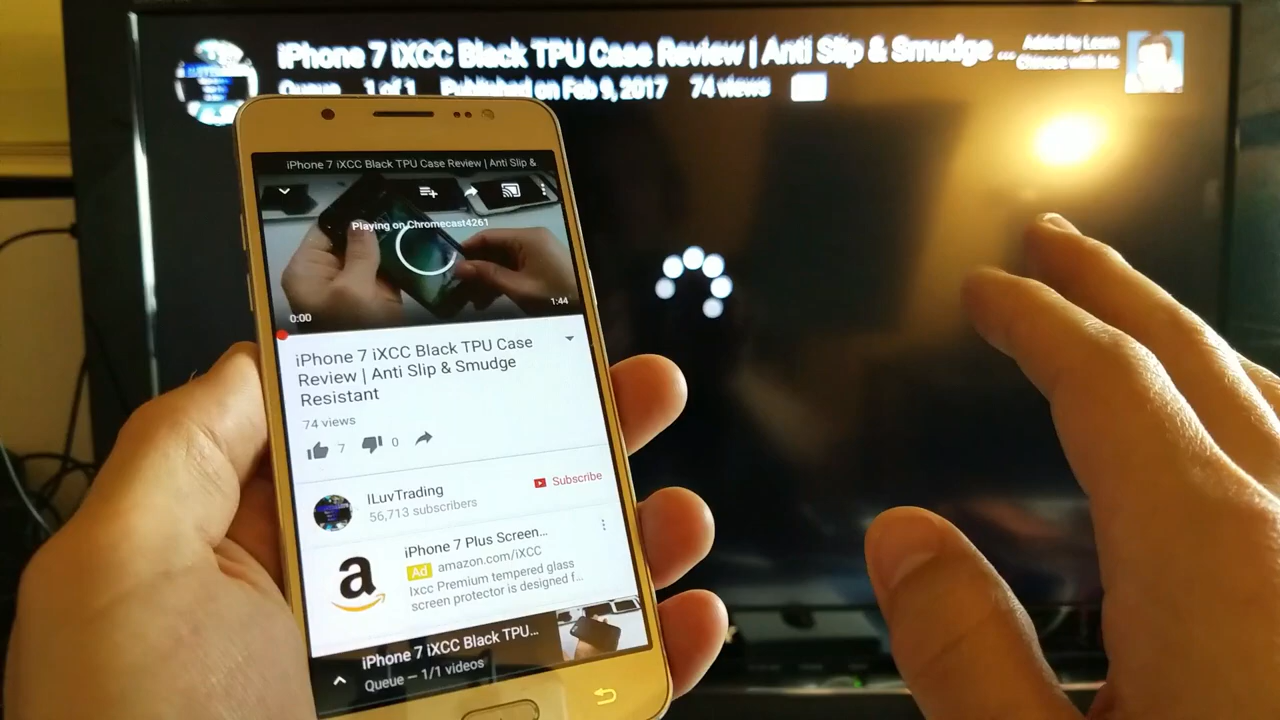 iPhone 7 iXCC Black TPU Case Review | Anti Slip & Smudge ...
Added by Learn
Chinese with Me
Queue 1 of 1 Published on Feb 9, 2017 74 views
iPhone 7 iXCC Black TPU Case Review | Anti Slip &
Playing on Chromecast4261
0:00
1:44
iPhone 7 iXCC Black TPU Case
Review | Anti Slip & Smudge
Resistant
74 views
7 0
ILuvTrading
56,713 subscribers
Subscribe
iPhone 7 Plus Screen...
Ad amazon.com/iXCC
Ixcc Premium tempered glass
screen protector is designed f...
iPhone 7 iXCC Black TPU...
Queue — 1/1 videos